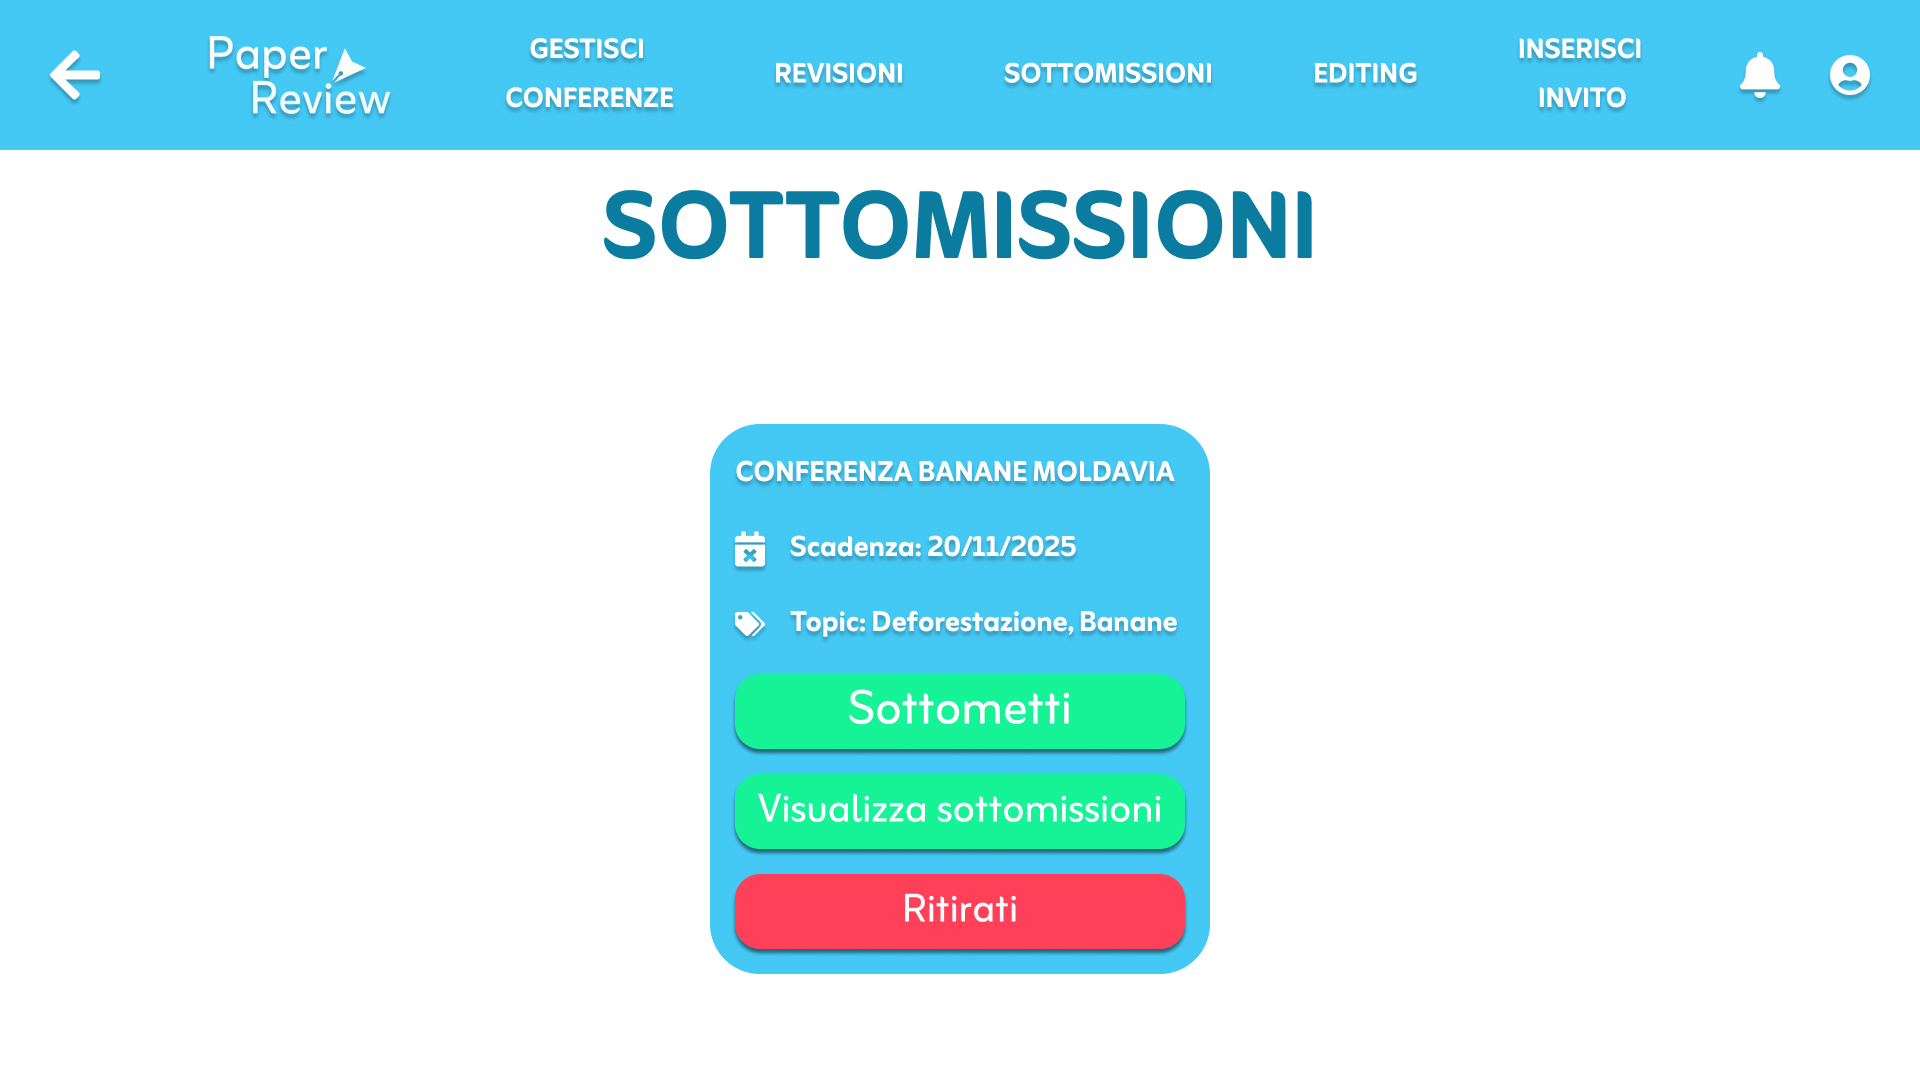 Paper
Review
GESTISCI
CONFERENZE
REVISIONI
SOTTOMISSIONI
EDITING
INSERISCI
INVITO
SOTTOMISSIONI
CONFERENZA BANANE MOLDAVIA
Scadenza: 20/11/2025
Topic: Deforestazione, Banane
Sottometti
Visualizza sottomissioni
Ritirati